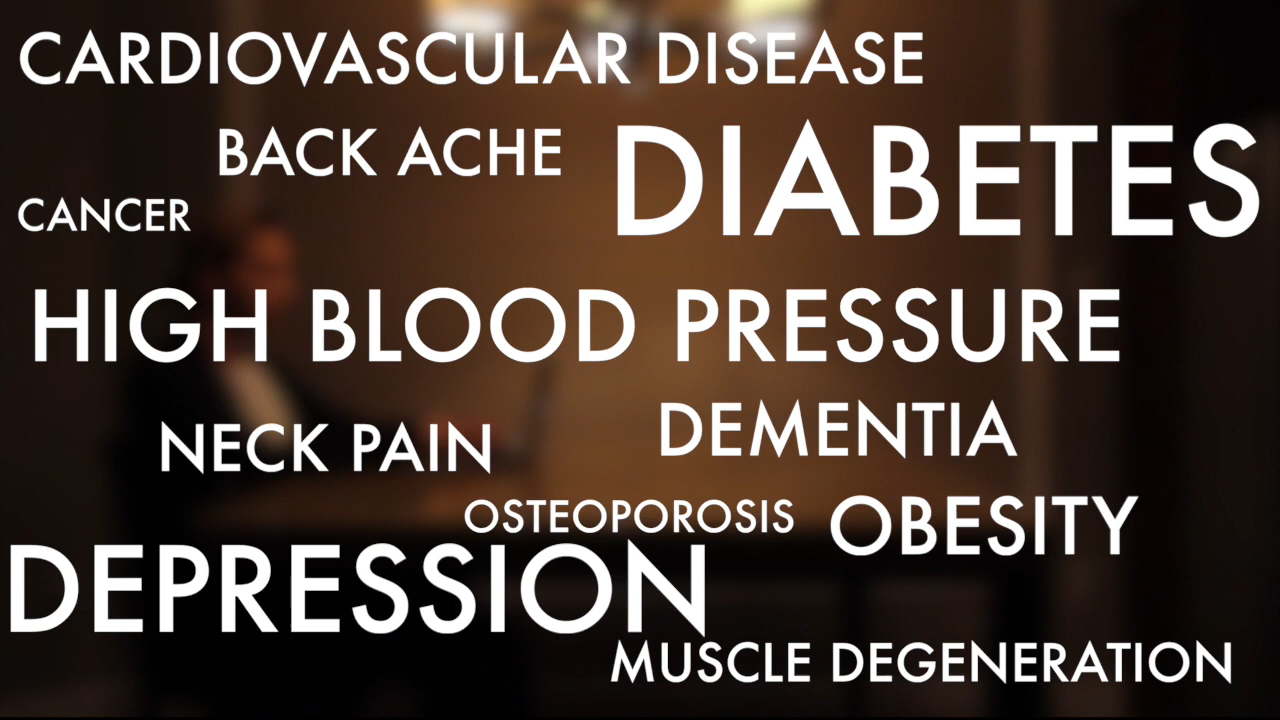 CARDIOVASCULAR DISEASE
BACK ACHE
DIABETES
CANCER
HIGH BLOOD PRESSURE
NECK PAIN
DEMENTIA
OSTEOPOROSIS
OBESITY
DEPRESSION
MUSCLE DEGENERATION